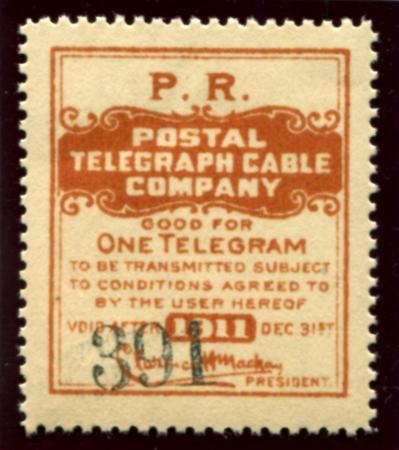 P. R.
POSTAL
TELEGRAPH CABLE
COMPANY
GOOD FOR
ONE TELEGRAM
TO BE TRANSMITTED SUBJECT
TO CONDITIONS AGREED TO
BY THE USER HEREOF
VOID AFTER 1911 DEC 31ST
391
Mackay
PRESIDENT.